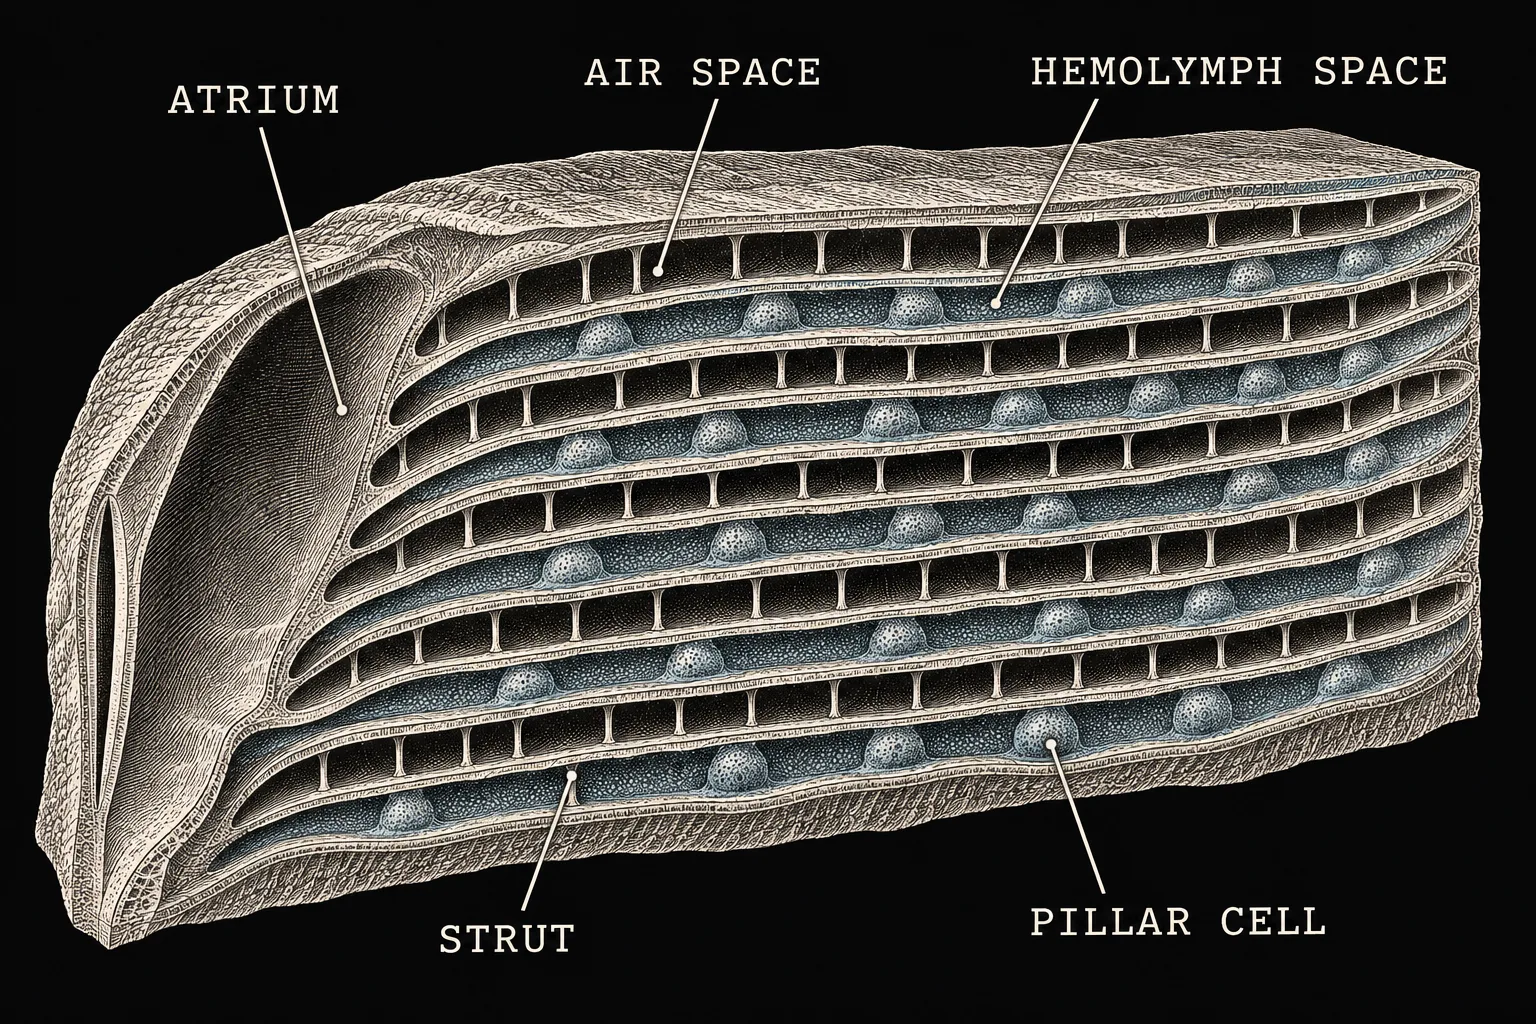 ATRIUM
AIR SPACE
HEMOLYMPH SPACE
STRUT
PILLAR CELL